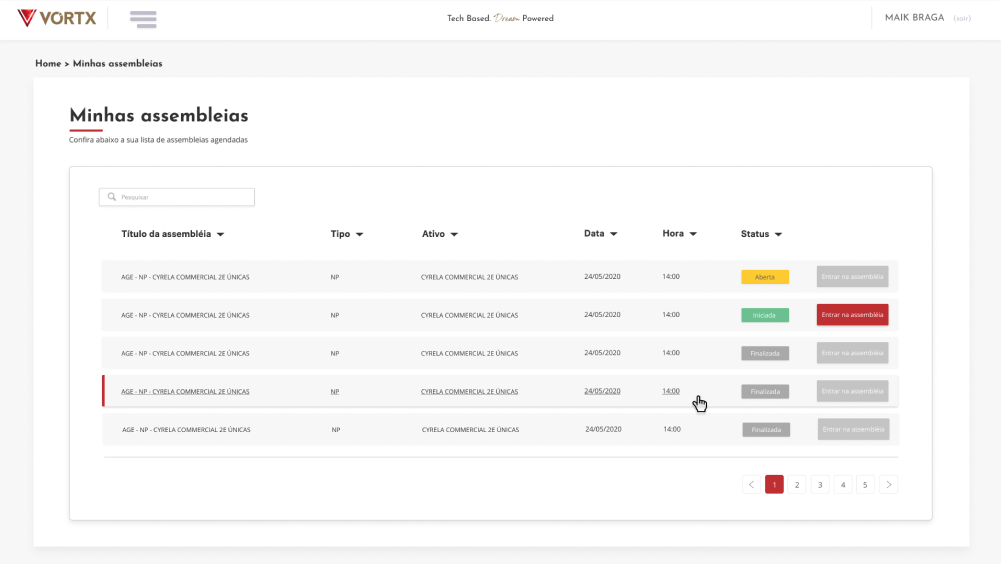 VÓRTX
Tech Based. Dream Powered
MAIK BRAGA (sair)
Home > Minhas assembleias
Minhas assembleias
Confira abaixo a sua lista de assembleias agendadas
Pesquisar
Título da assembléia Tipo Ativo Data Hora Status
AGE - NP - CYRELA COMMERCIAL 2E ÚNICAS NP CYRELA COMMERCIAL 2E ÚNICAS 24/05/2020 14:00 Aberta Entrar na assembléia
AGE - NP - CYRELA COMMERCIAL 2E ÚNICAS NP CYRELA COMMERCIAL 2E ÚNICAS 24/05/2020 14:00 Iniciada Entrar na assembléia
AGE - NP - CYRELA COMMERCIAL 2E ÚNICAS NP CYRELA COMMERCIAL 2E ÚNICAS 24/05/2020 14:00 Finalizada Entrar na assembléia
AGE - NP - CYRELA COMMERCIAL 2E ÚNICAS NP CYRELA COMMERCIAL 2E ÚNICAS 24/05/2020 14:00 Finalizada Entrar na assembléia
AGE - NP - CYRELA COMMERCIAL 2E ÚNICAS NP CYRELA COMMERCIAL 2E ÚNICAS 24/05/2020 14:00 Finalizada Entrar na assembléia
< 1 2 3 4 5 >